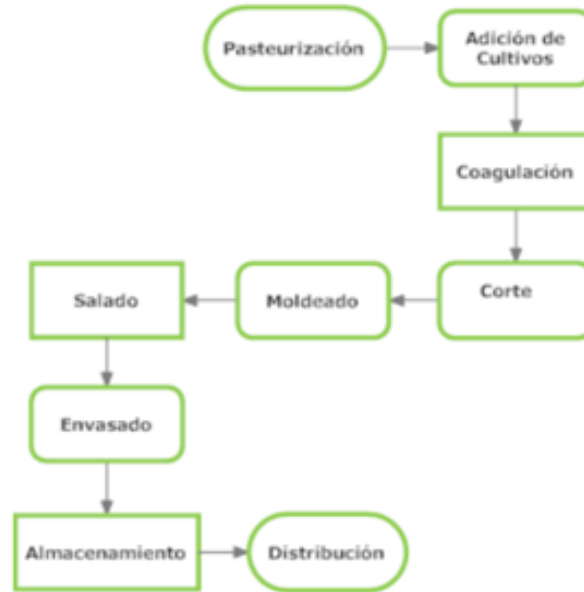 Pasteurización
Adición de
Cultivos
Coagulación
Corte
Moldeado
Salado
Envasado
Almacenamiento
Distribución